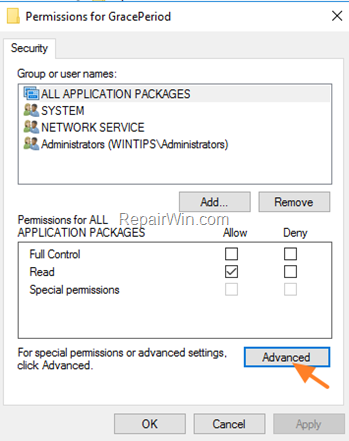 Permissions for GracePeriod
Security
Group or user names:
ALL APPLICATION PACKAGES
SYSTEM
NETWORK SERVICE
Administrators (WINTIPS\Administrators)
Add... Remove
Permissions for ALL
APPLICATION PACKAGES Allow Deny
RepairWin.com
Full Control
Read
Special permissions
For special permissions or advanced settings,
click Advanced. Advanced
OK Cancel Apply